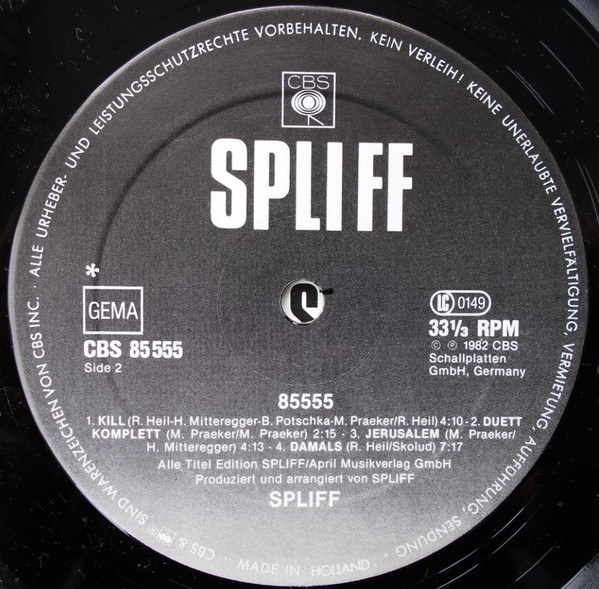 · ALLE URHEBER- UND LEISTUNGSSCHUTZRECHTE VORBEHALTEN. KEIN VERLEIH! KEINE UNERLAUBTE VERVIELFÄLTIGUNG, VERMIETUNG, AUFFÜHRUNG, SENDUNG
CBS
SPLIFF
*
GEMA
CBS 85555
Side 2
LC 0149
33⅓ RPM
© ℗ 1982 CBS
Schallplatten
GmbH, Germany
85555
1. KILL (R. Heil-H. Mitteregger-B. Potschka-M. Praeker/R. Heil) 4:10 - 2. DUETT
KOMPLETT (M. Praeker/M. Praeker) 2:15 - 3. JERUSALEM (M. Praeker/
H. Mitteregger) 4:13 - 4. DAMALS (R. Heil/Skolud) 7:17
Alle Titel Edition SPLIFF/April Musikverlag GmbH
Produziert und arrangiert von SPLIFF
SPLIFF
CBS & ® SIND WARENZEICHEN VON CBS INC.
· MADE IN HOLLAND ·